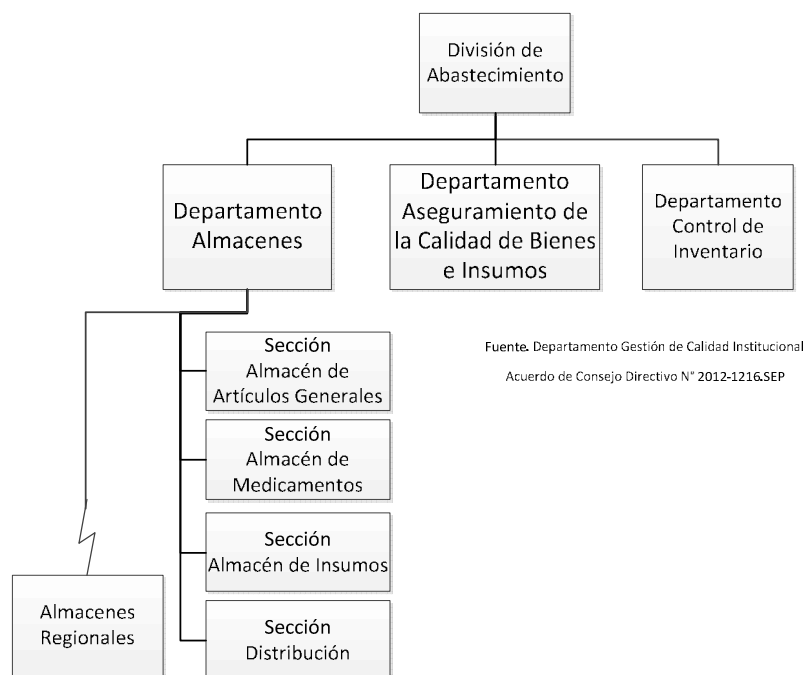 División de
Abastecimiento
Departamento
Almacenes
Departamento
Aseguramiento de
la Calidad de Bienes
e Insumos
Departamento
Control de
Inventario
Sección
Almacén de
Artículos Generales
Sección
Almacén de
Medicamentos
Sección
Almacén de Insumos
Sección
Distribución
Almacenes
Regionales
Fuente. Departamento Gestión de Calidad Institucional
Acuerdo de Consejo Directivo N° 2012-1216.SEP